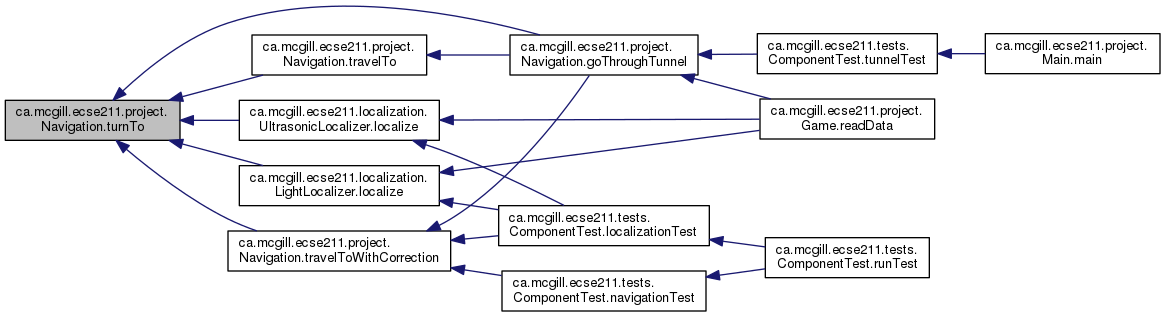 ca.mcgill.ecse211.project.
Navigation.turnTo
ca.mcgill.ecse211.project.
Navigation.travelTo
ca.mcgill.ecse211.localization.
UltrasonicLocalizer.localize
ca.mcgill.ecse211.localization.
LightLocalizer.localize
ca.mcgill.ecse211.project.
Navigation.travelToWithCorrection
ca.mcgill.ecse211.project.
Navigation.goThroughTunnel
ca.mcgill.ecse211.tests.
ComponentTest.localizationTest
ca.mcgill.ecse211.tests.
ComponentTest.navigationTest
ca.mcgill.ecse211.tests.
ComponentTest.tunnelTest
ca.mcgill.ecse211.project.
Game.readData
ca.mcgill.ecse211.tests.
ComponentTest.runTest
ca.mcgill.ecse211.project.
Main.main